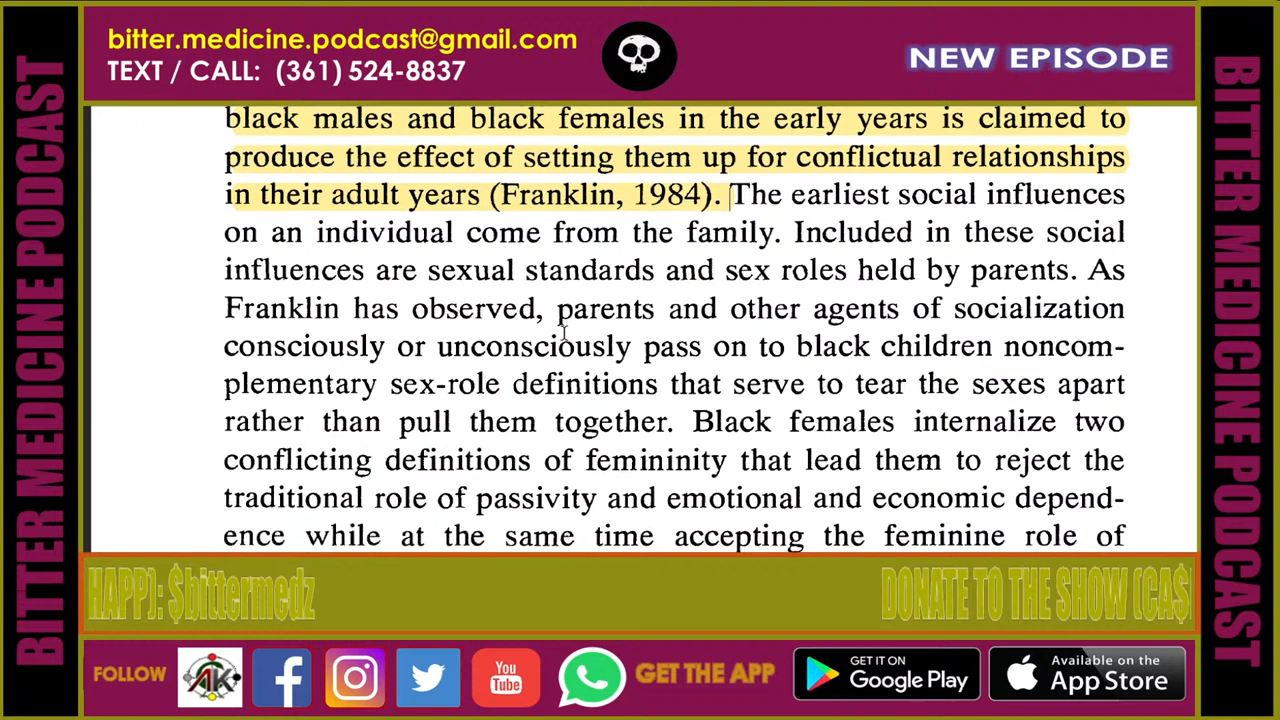 bitter.medicine.podcast@gmail.com
TEXT / CALL: (361) 524-8837
NEW EPISODE
BITTER MEDICINE PODCAST
black males and black females in the early years is claimed to
produce the effect of setting them up for conflictual relationships
in their adult years (Franklin, 1984). The earliest social influences
on an individual come from the family. Included in these social
influences are sexual standards and sex roles held by parents. As
Franklin has observed, parents and other agents of socialization
consciously or unconsciously pass on to black children noncom-
plementary sex-role definitions that serve to tear the sexes apart
rather than pull them together. Black females internalize two
conflicting definitions of femininity that lead them to reject the
traditional role of passivity and emotional and economic depend-
ence while at the same time accepting the feminine role of
BITTER MEDICINE PODCAST
HAPP): $bittermedz
DONATE TO THE SHOW (CA$
FOLLOW
You
Tube
GET THE APP
GET IT ON
Google Play
Available on the
App Store